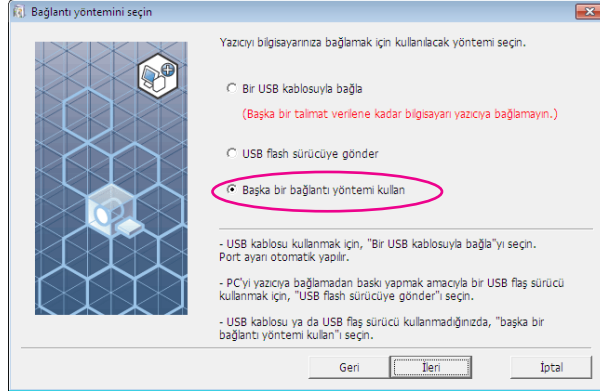 Bağlantı yöntemini seçin
Yazıcıyı bilgisayarınıza bağlamak için kullanılacak yöntemi seçin.
Bir USB kablosuyla bağla
(Başka bir talimat verilene kadar bilgisayarı yazıcıya bağlamayın.)
USB flash sürücüye gönder
Başka bir bağlantı yöntemi kullan
- USB kablosu kullanmak için, "Bir USB kablosuyla bağla"yı seçin.
Port ayarı otomatik yapılır.
- PC'yi yazıcıya bağlamadan baskı yapmak amacıyla bir USB flaş sürücü
kullanmak için, "USB flash sürücüye gönder"i seçin.
- USB kablosu ya da USB flaş sürücü kullanmadığınızda, "başka bir
bağlantı yöntemi kullan"ı seçin.
Geri İleri İptal